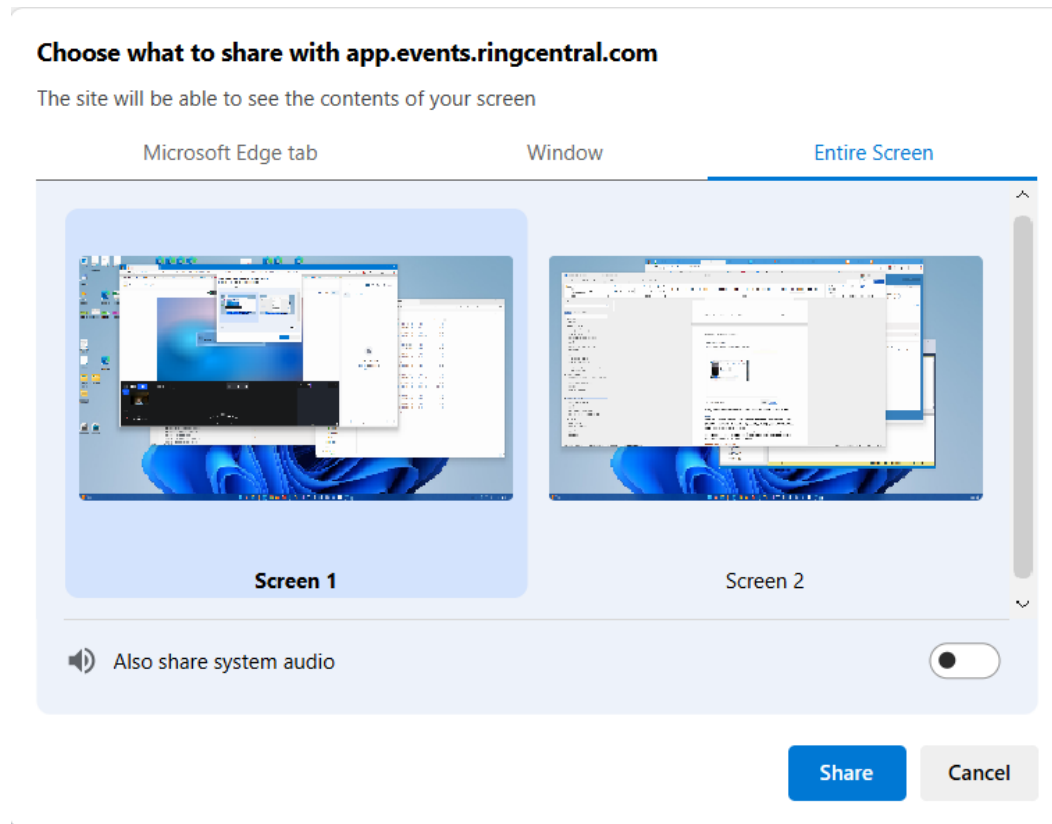 Choose what to share with app.events.ringcentral.com
The site will be able to see the contents of your screen
Microsoft Edge tab Window Entire Screen
Screen 1 Screen 2
Also share system audio
Share Cancel